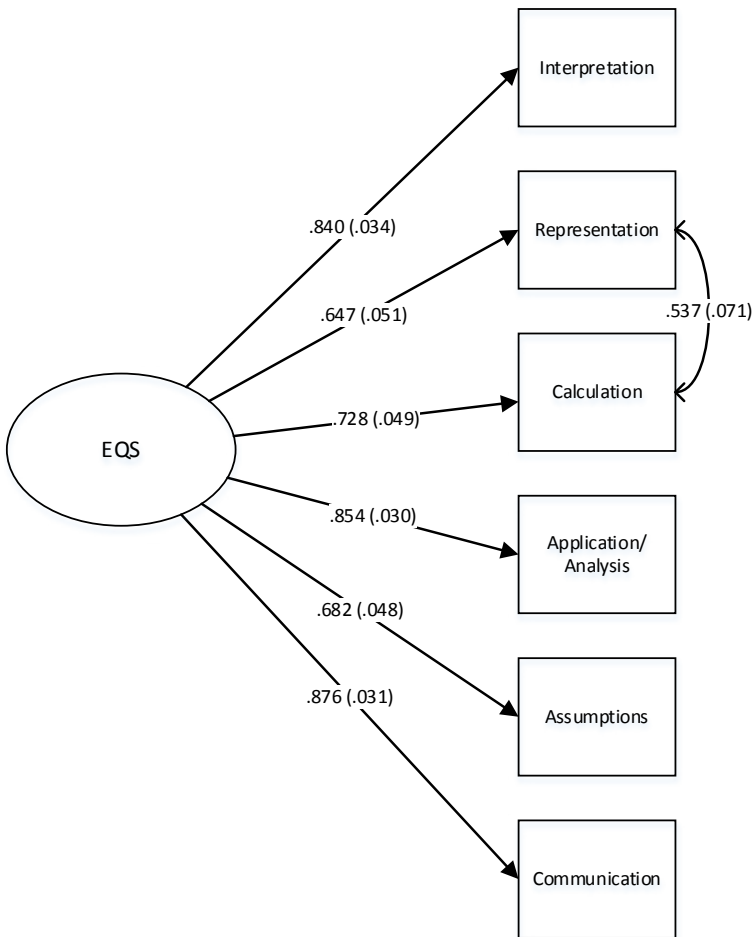 Interpretation
.840 (.034)
Representation
.647 (.051)
.537 (.071)
Calculation
.728 (.049)
EQS
.854 (.030)
Application/
Analysis
.682 (.048)
.876 (.031)
Assumptions
Communication